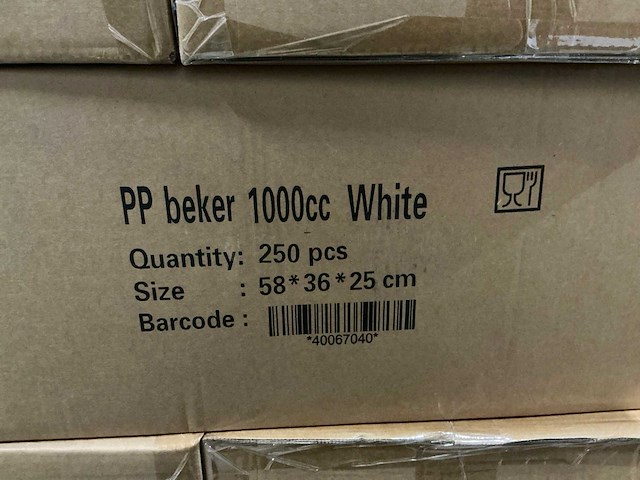 PP beker 1000cc White
Quantity: 250 pcs
Size : 58*36*25 cm
Barcode :
*40067040*